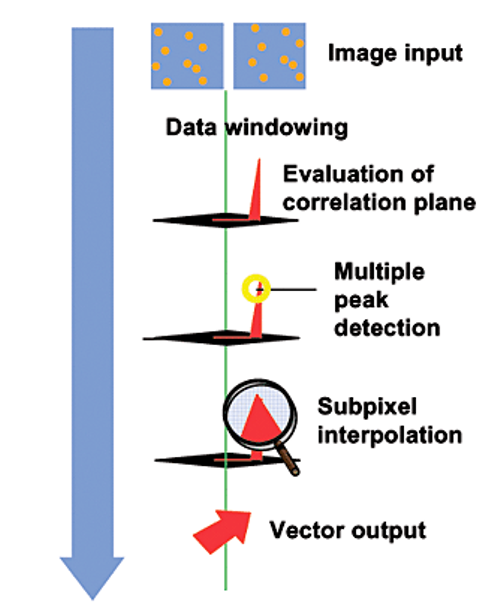 Image input
Data windowing
Evaluation of
correlation plane
Multiple
peak
detection
Subpixel
interpolation
Vector output